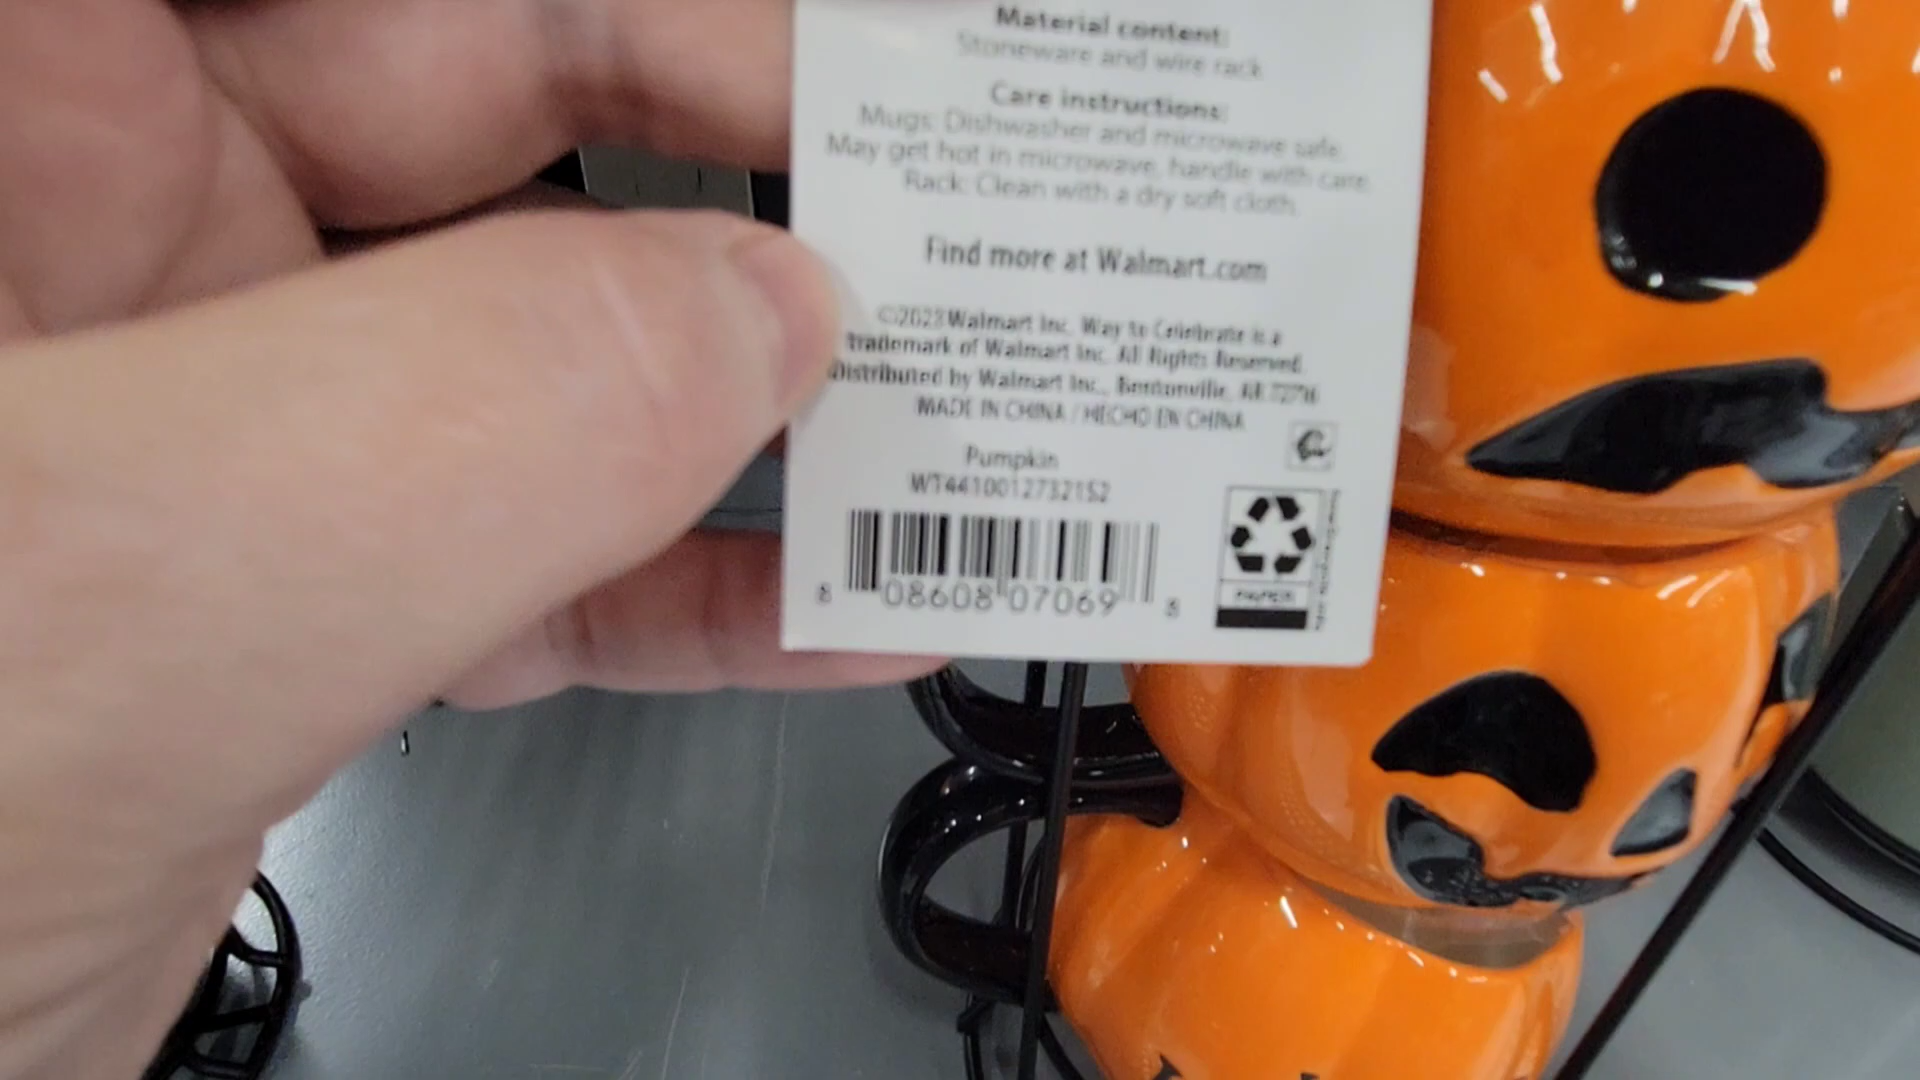 Material content:
Stoneware and wire rack
Care instructions:
Mugs: Dishwasher and microwave safe.
May get hot in microwave, handle with care.
Rack: Clean with a dry soft cloth.
Find more at Walmart.com
©2023 Walmart Inc. Way to Celebrate is a
trademark of Walmart Inc. All Rights Reserved.
Distributed by Walmart Inc., Bentonville, AR 72716
MADE IN CHINA / HECHO EN CHINA
Pumpkin
WT44100127321S2
8 08608 07069 8
PAPER